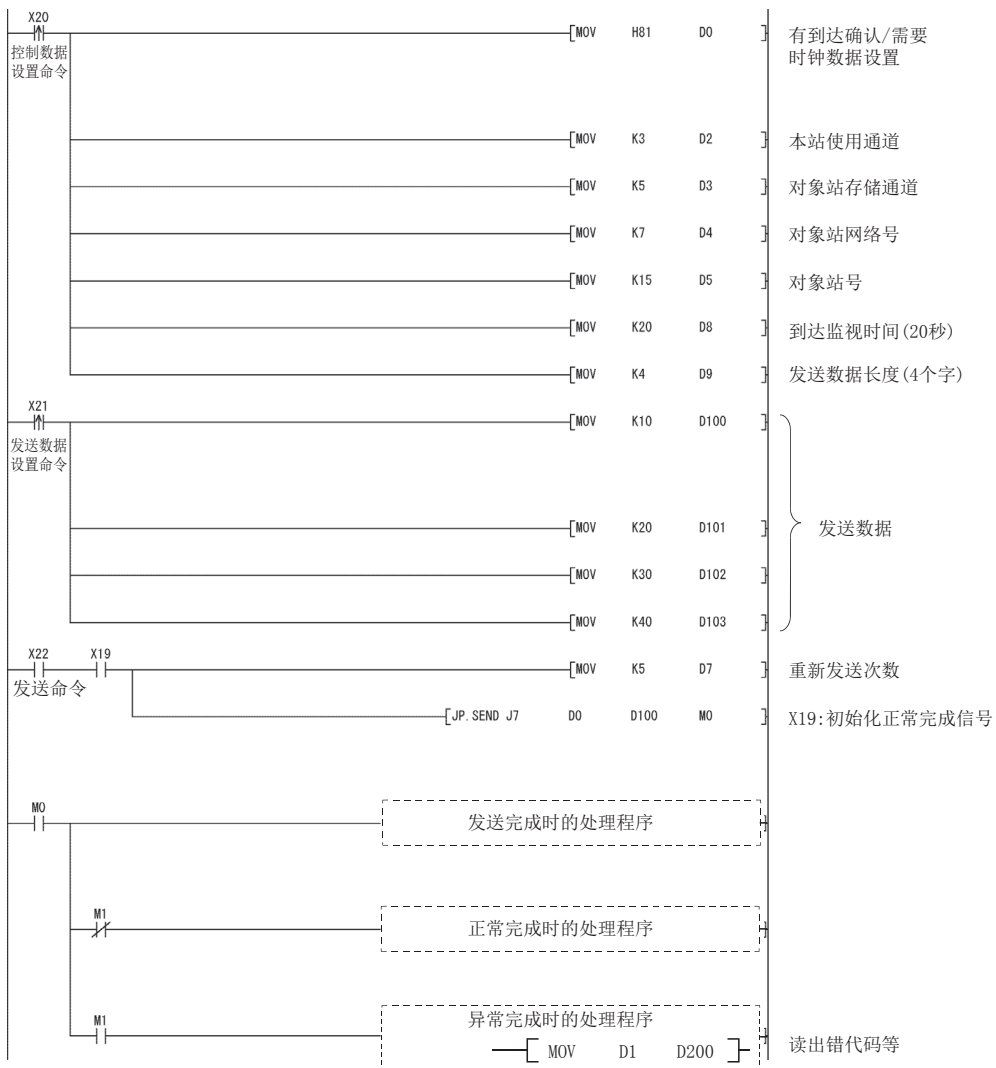 X20
[MOV H81 D0 ] 有到达确认/需要
时钟数据设置
控制数据
设置命令
[MOV K3 D2 ] 本站使用通道
[MOV K5 D3 ] 对象站存储通道
[MOV K7 D4 ] 对象站网络号
[MOV K15 D5 ] 对象站号
[MOV K20 D8 ] 到达监视时间(20秒)
[MOV K4 D9 ] 发送数据长度(4个字)
X21
[MOV K10 D100 ]
发送数据
设置命令
[MOV K20 D101 ] 发送数据
[MOV K30 D102 ]
[MOV K40 D103 ]
X22 X19
[MOV K5 D7 ] 重新发送次数
发送命令
[JP.SEND J7 D0 D100 M0 ] X19:初始化正常完成信号
M0
发送完成时的处理程序
M1
正常完成时的处理程序
M1
异常完成时的处理程序
[ MOV D1 D200 ] 读出错代码等